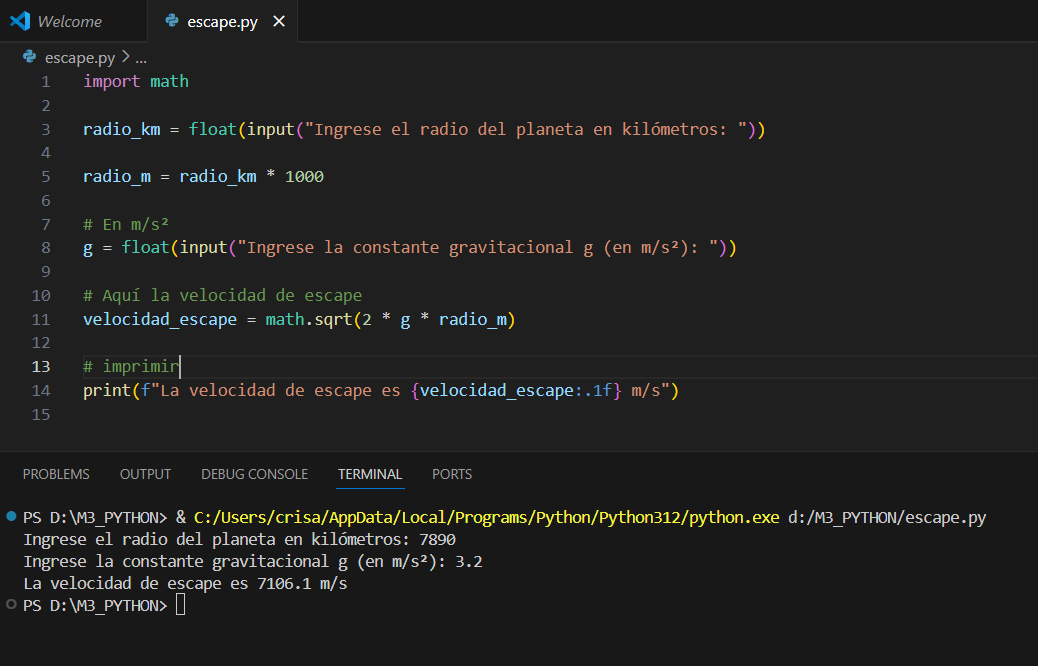 Welcome
escape.py
escape.py > ...
1 import math
2
3 radio_km = float(input("Ingrese el radio del planeta en kilómetros: "))
4
5 radio_m = radio_km * 1000
6
7 # En m/s²
8 g = float(input("Ingrese la constante gravitacional g (en m/s²): "))
9
10 # Aquí la velocidad de escape
11 velocidad_escape = math.sqrt(2 * g * radio_m)
12
13 # imprimir
14 print(f"La velocidad de escape es {velocidad_escape:.1f} m/s")
15
PROBLEMS OUTPUT DEBUG CONSOLE TERMINAL PORTS
PS D:\M3_PYTHON> & C:/Users/crisa/AppData/Local/Programs/Python/Python312/python.exe d:/M3_PYTHON/escape.py
Ingrese el radio del planeta en kilómetros: 7890
Ingrese la constante gravitacional g (en m/s²): 3.2
La velocidad de escape es 7106.1 m/s
PS D:\M3_PYTHON>